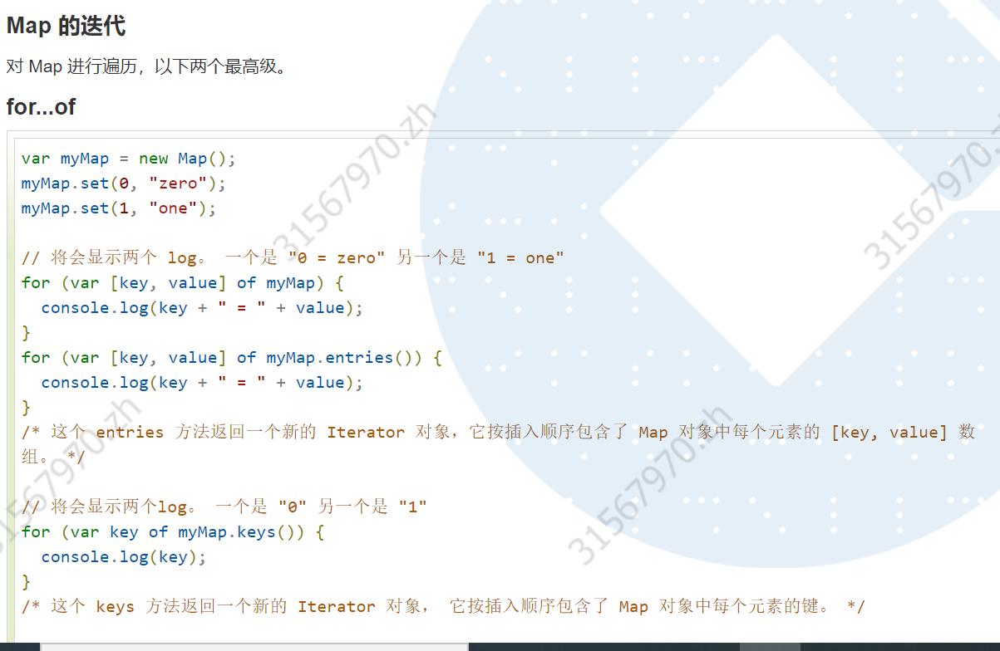 Map 的迭代
对 Map 进行遍历，以下两个最高级。
for...of
var myMap = new Map();
myMap.set(0, "zero");
myMap.set(1, "one");
// 将会显示两个 log。 一个是 "0 = zero" 另一个是 "1 = one"
for (var [key, value] of myMap) {
  console.log(key + " = " + value);
}
for (var [key, value] of myMap.entries()) {
  console.log(key + " = " + value);
}
/* 这个 entries 方法返回一个新的 Iterator 对象，它按插入顺序包含了 Map 对象中每个元素的 [key, value] 数
组。 */
// 将会显示两个log。 一个是 "0" 另一个是 "1"
for (var key of myMap.keys()) {
  console.log(key);
}
/* 这个 keys 方法返回一个新的 Iterator 对象， 它按插入顺序包含了 Map 对象中每个元素的键。 */
31567970.zh
31567970.zh
31567970.zh
31567970.zh